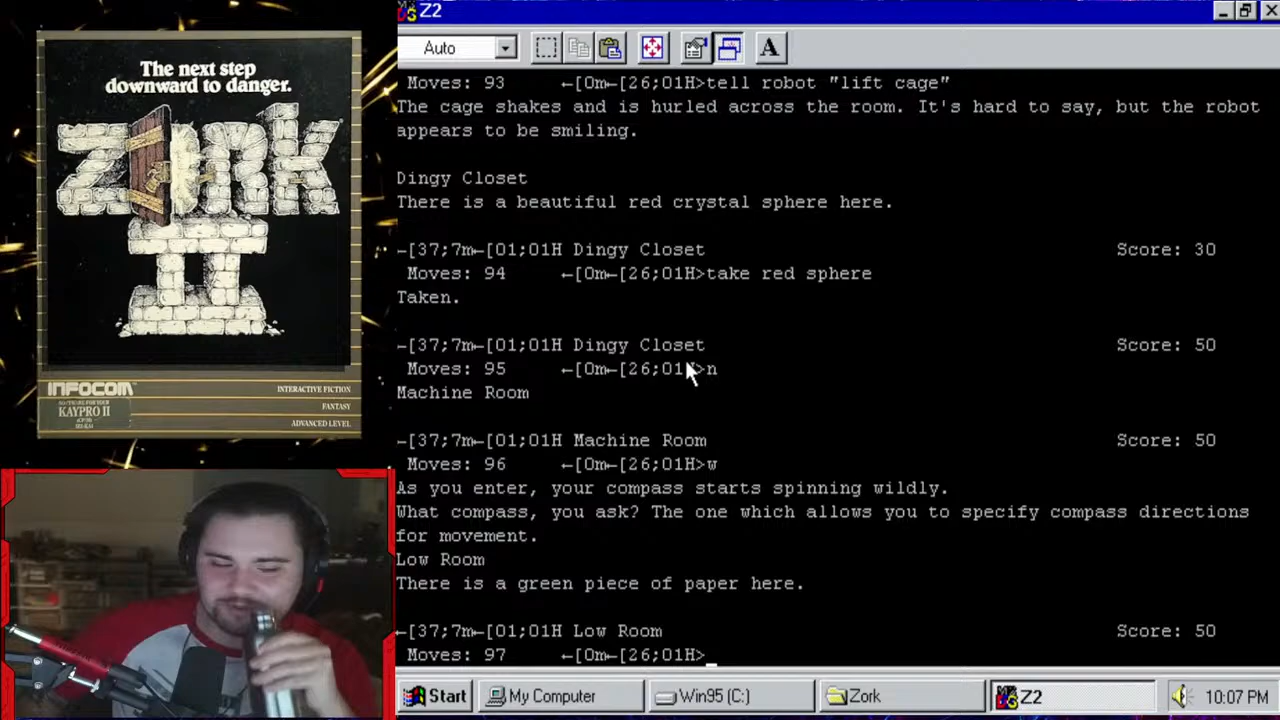 The next step
downward to danger.
ZORK
II
INFOCOM
INTERACTIVE FICTION
KAYPRO II
FANTASY
ADVANCED LEVEL
Z2
Auto
A
Moves: 93 ←[0m←[26;01H>tell robot "lift cage"
The cage shakes and is hurled across the room. It's hard to say, but the robot
appears to be smiling.
Dingy Closet
There is a beautiful red crystal sphere here.
←[37;7m←[01;01H Dingy Closet Score: 30
Moves: 94 ←[0m←[26;01H>take red sphere
Taken.
←[37;7m←[01;01H Dingy Closet Score: 50
Moves: 95 ←[0m←[26;01H>n
Machine Room
←[37;7m←[01;01H Machine Room Score: 50
Moves: 96 ←[0m←[26;01H>w
As you enter, your compass starts spinning wildly.
What compass, you ask? The one which allows you to specify compass directions
for movement.
Low Room
There is a green piece of paper here.
←[37;7m←[01;01H Low Room Score: 50
Moves: 97 ←[0m←[26;01H>_
Start My Computer Win95 (C:) Zork Z2 10:07 PM